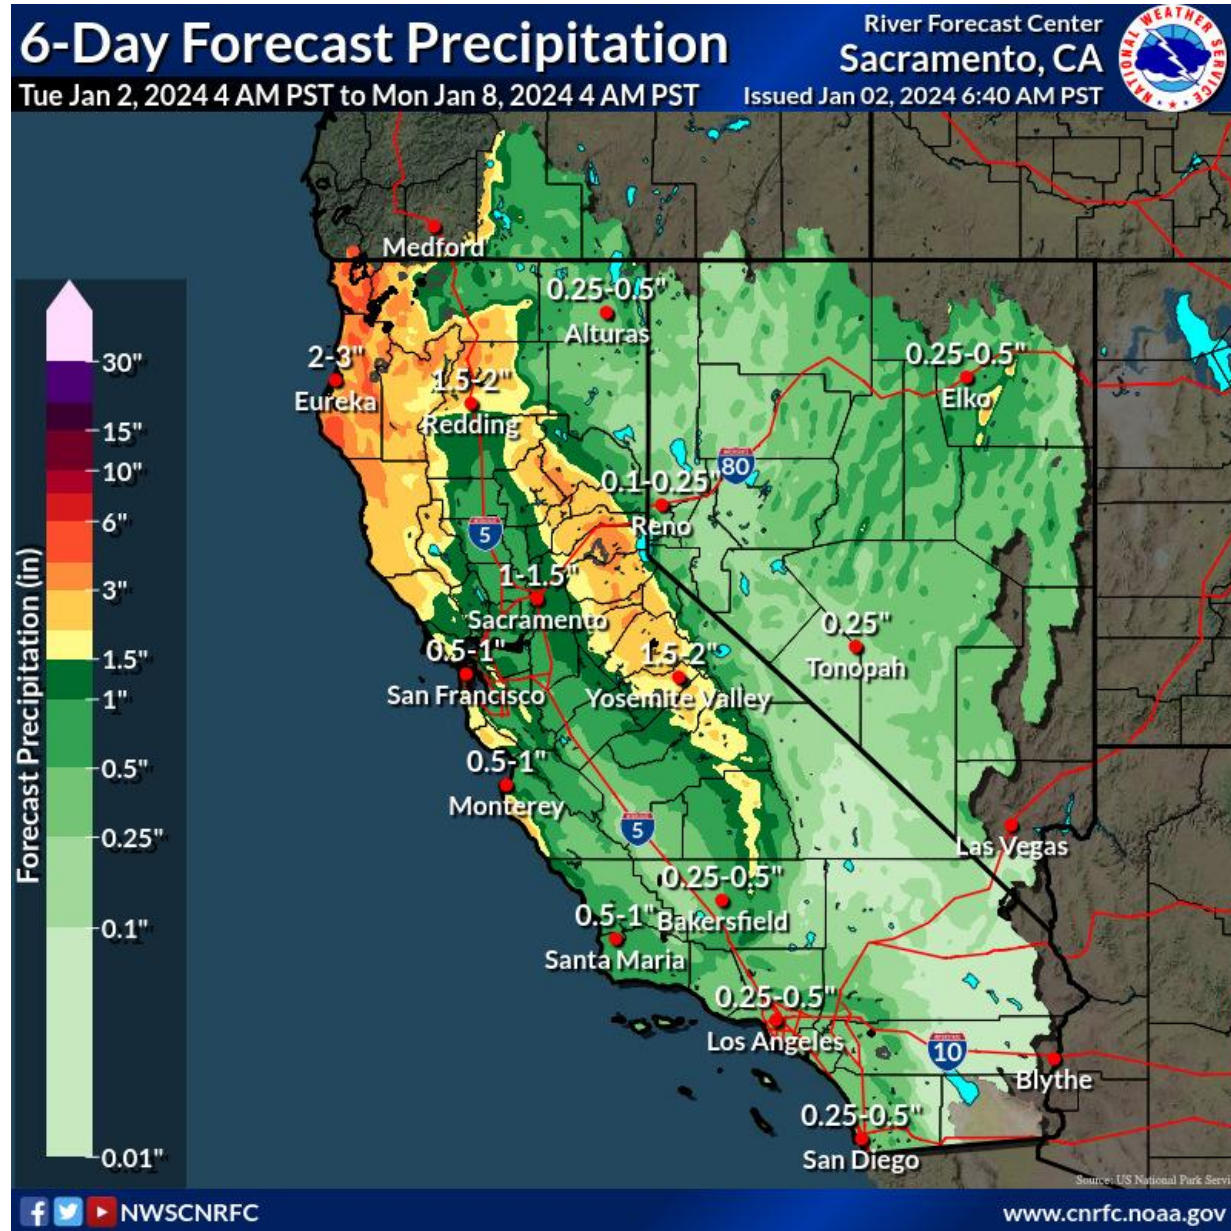 6-Day Forecast Precipitation
Tue Jan 2, 2024 4 AM PST to Mon Jan 8, 2024 4 AM PST
River Forecast Center
Sacramento, CA
Issued Jan 02, 2024 6:40 AM PST
NATIONAL WEATHER SERVICE
Medford
0.25-0.5"
Alturas
2-3"
Eureka
1.5-2"
Redding
0.25-0.5"
Elko
80
0.1-0.25"
Reno
5
1-1.5"
Sacramento
0.5-1"
San Francisco
1.5-2"
Yosemite Valley
0.25"
Tonopah
0.5-1"
Monterey
5
Las Vegas
0.25-0.5"
Bakersfield
0.5-1"
Santa Maria
0.25-0.5"
Los Angeles
10
Blythe
0.25-0.5"
San Diego
Forecast Precipitation (in)
30"
15"
10"
6"
3"
1.5"
1"
0.5"
0.25"
0.1"
0.01"
Source: US National Park Servi
NWSCNRFC
www.cnrfc.noaa.gov